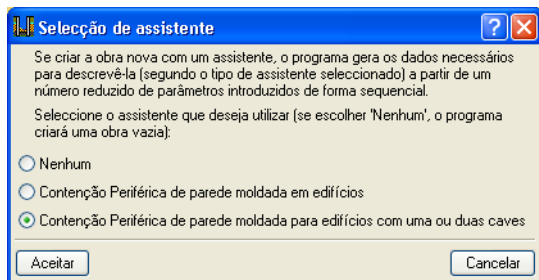 Selecção de assistente
Se criar a obra nova com um assistente, o programa gera os dados necessários
para descrevê-la (segundo o tipo de assistente seleccionado) a partir de um
número reduzido de parâmetros introduzidos de forma sequencial.
Seleccione o assistente que deseja utilizar (se escolher 'Nenhum', o programa
criará uma obra vazia):
Nenhum
Contenção Periférica de parede moldada em edifícios
Contenção Periférica de parede moldada para edifícios com uma ou duas caves
Aceitar Cancelar